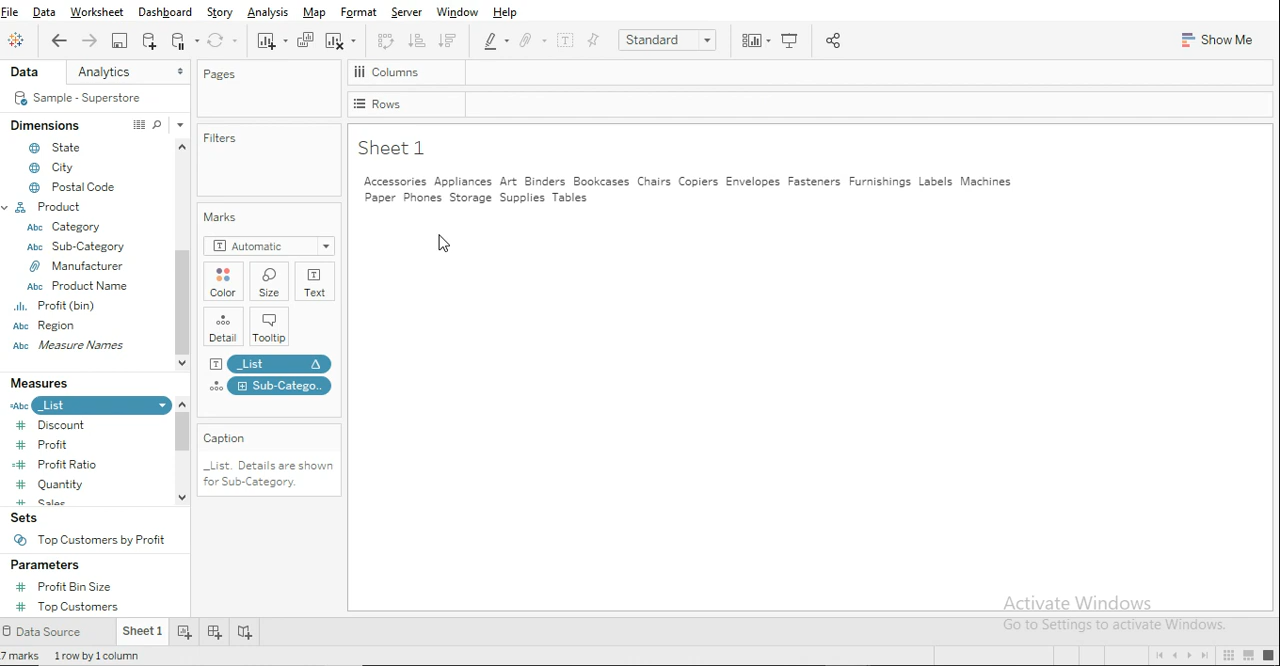 File Data Worksheet Dashboard Story Analysis Map Format Server Window Help
Standard
Show Me
Data Analytics
Sample - Superstore
Dimensions
State
City
Postal Code
Product
Abc Category
Abc Sub-Category
Manufacturer
Abc Product Name
Profit (bin)
Abc Region
Abc Measure Names
Measures
=Abc _List
Discount
Profit
Profit Ratio
Quantity
Sales
Sets
Top Customers by Profit
Parameters
Profit Bin Size
Top Customers
Pages
Filters
Marks
Automatic
Color Size Text
Detail Tooltip
_List Δ
Sub-Catego..
Caption
_List. Details are shown
for Sub-Category.
Columns
Rows
Sheet 1
Accessories Appliances Art Binders Bookcases Chairs Copiers Envelopes Fasteners Furnishings Labels Machines
Paper Phones Storage Supplies Tables
Activate Windows
Go to Settings to activate Windows.
Data Source Sheet 1
7 marks 1 row by 1 column